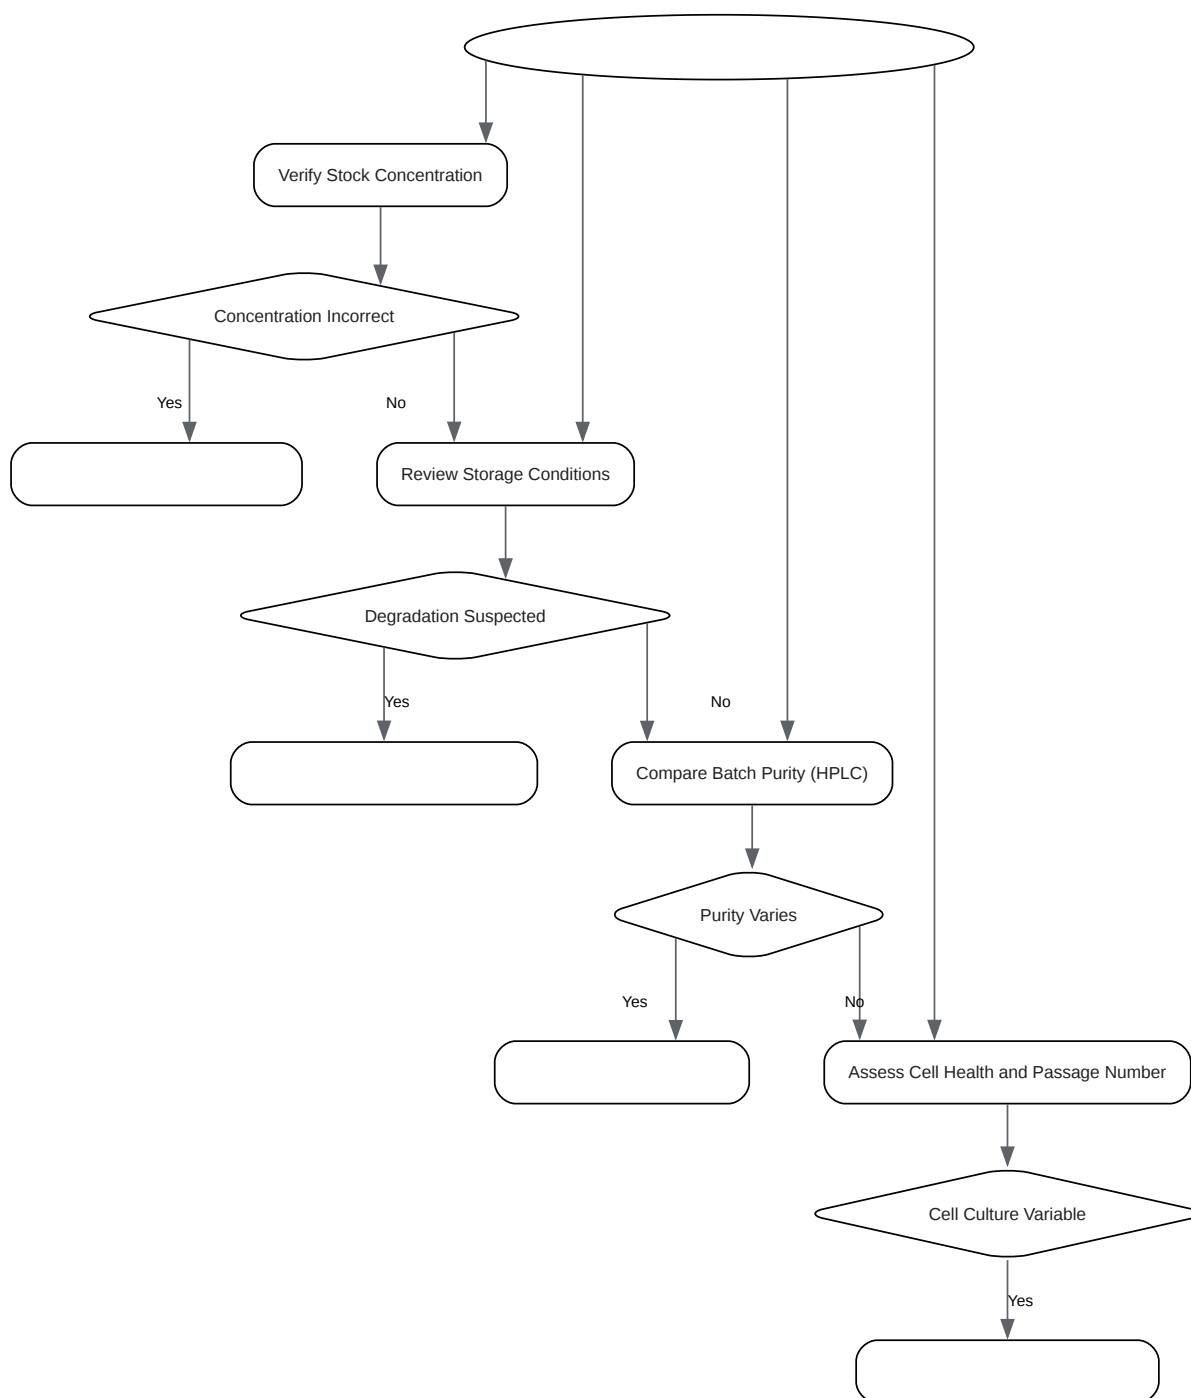 Verify Stock Concentration
Concentration Incorrect
Yes
No
Review Storage Conditions
Degradation Suspected
Yes
No
Compare Batch Purity (HPLC)
Purity Varies
Yes
No
Assess Cell Health and Passage Number
Cell Culture Variable
Yes